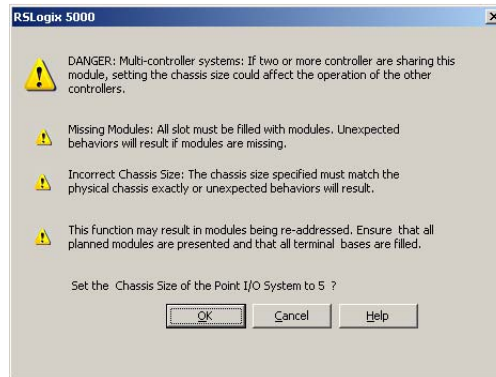 RSLogix 5000
DANGER: Multi-controller systems: If two or more controller are sharing this
module, setting the chassis size could affect the operation of the other
controllers.
Missing Modules: All slot must be filled with modules. Unexpected
behaviors will result if modules are missing.
Incorrect Chassis Size: The chassis size specified must match the
physical chassis exactly or unexpected behaviors will result.
This function may result in modules being re-addressed. Ensure that all
planned modules are presented and that all terminal bases are filled.
Set the Chassis Size of the Point I/O System to 5 ?
OK Cancel Help